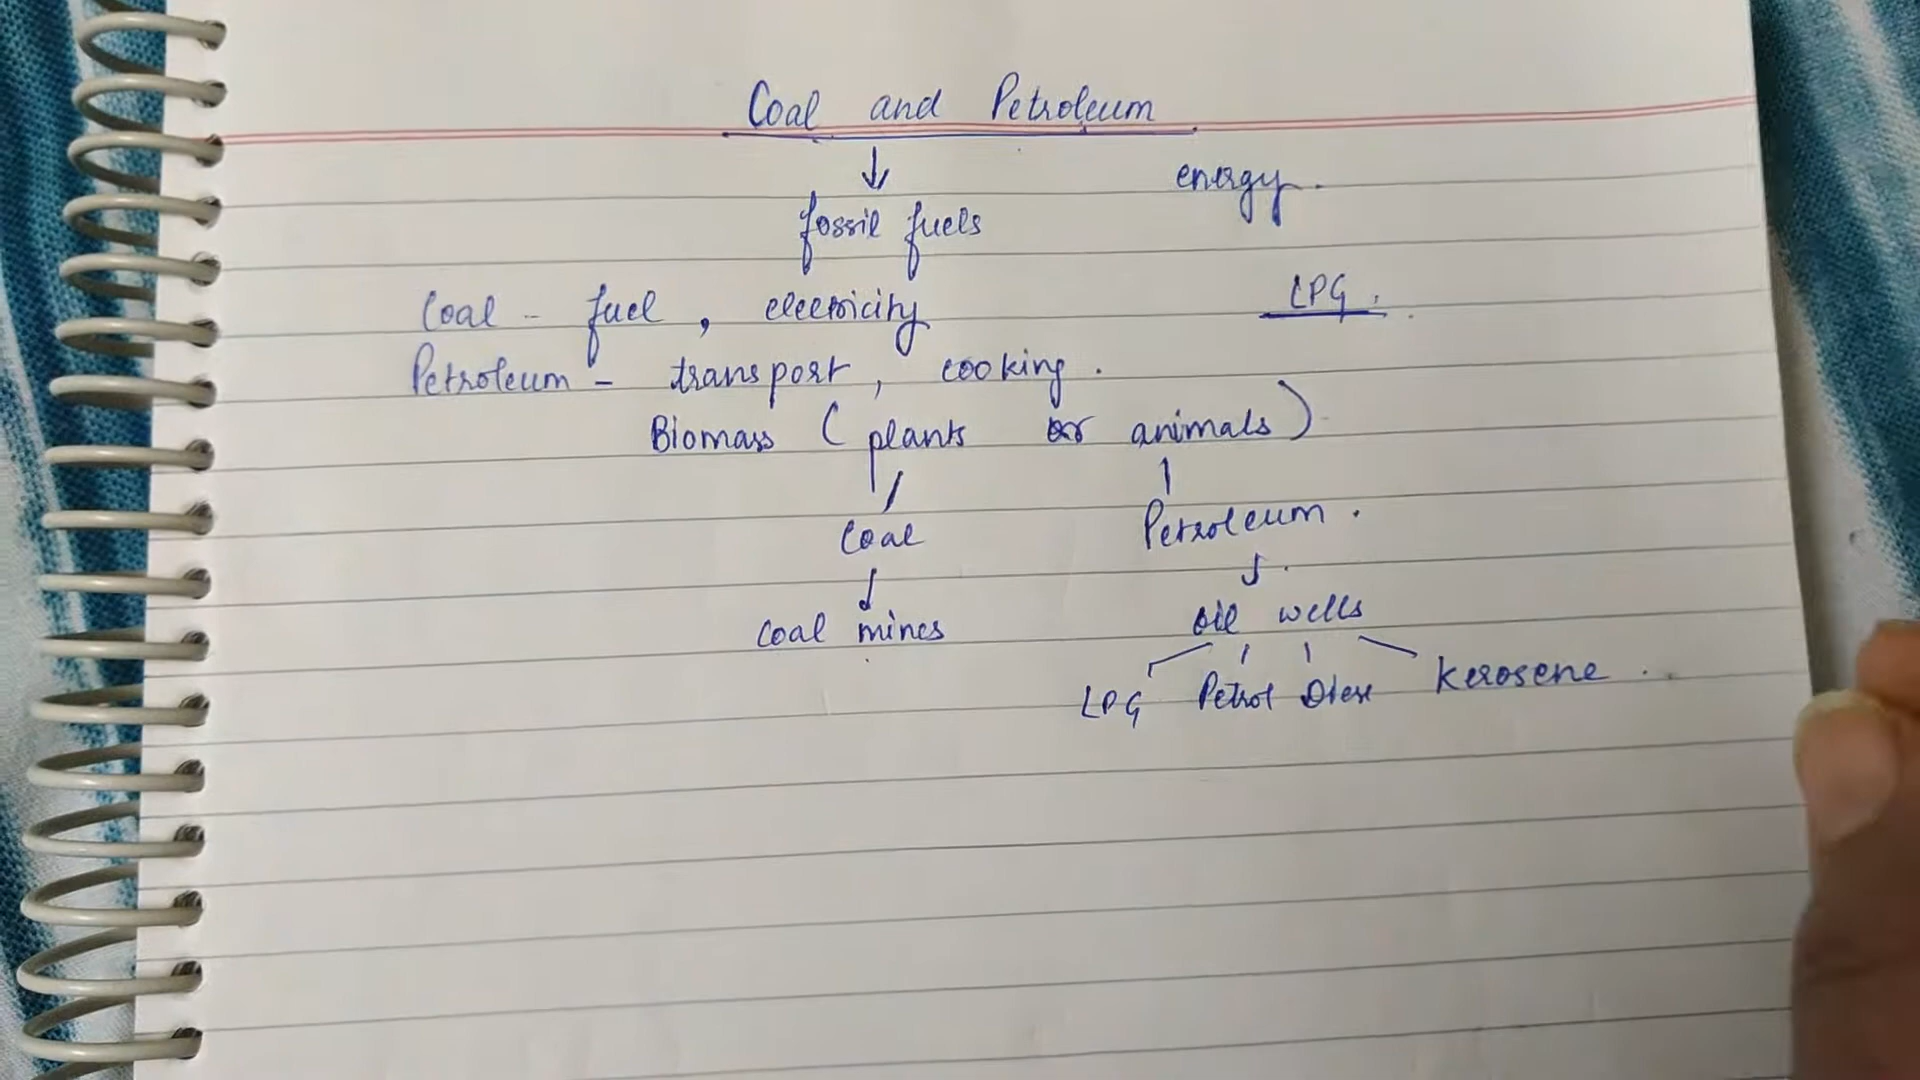 Coal and Petroleum
↓ energy.
fossil fuels
Coal - fuel, electricity LPG.
Petroleum - transport, cooking.
Biomass (plants or animals)
Coal Petroleum.
↓ ↓
Coal mines oil wells
LPG Petrol Kerosene